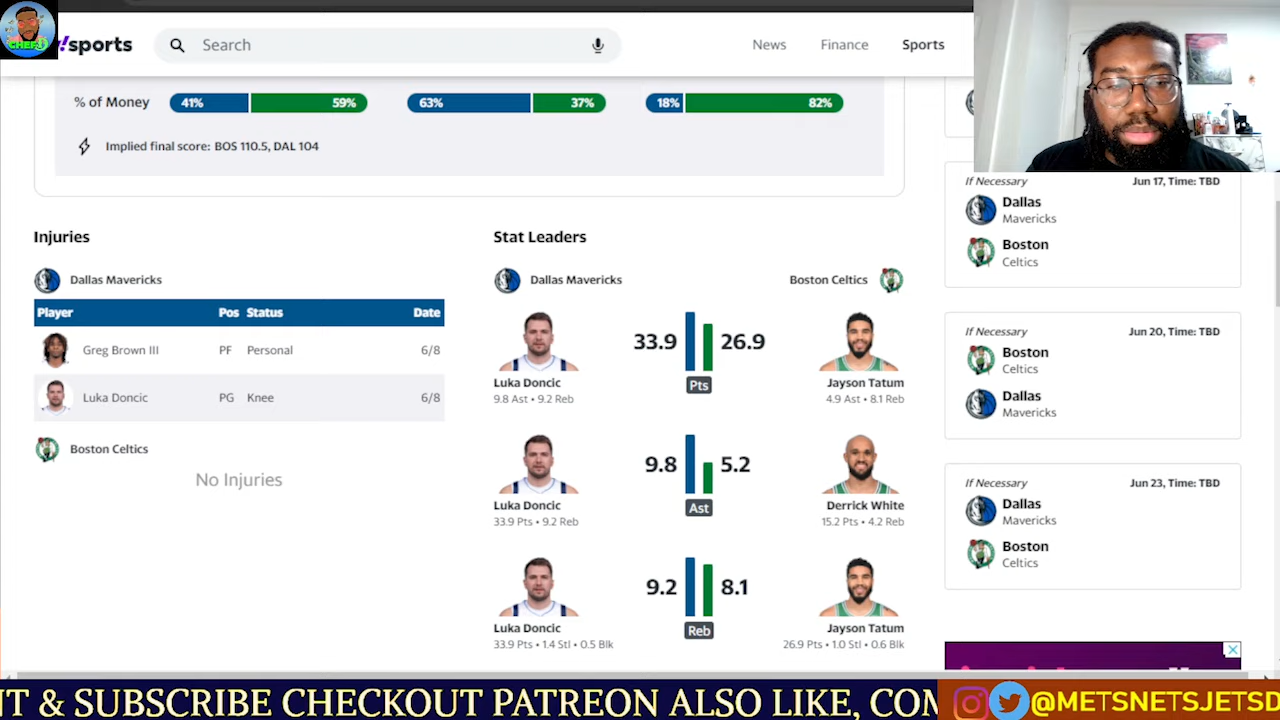 CHEFJ
y!sports
Search
News
Finance
Sports
% of Money
41%
59%
63%
37%
18%
82%
Implied final score: BOS 110.5, DAL 104
Injuries
Dallas Mavericks
Player Pos Status Date
Greg Brown III PF Personal 6/8
Luka Doncic PG Knee 6/8
Boston Celtics
No Injuries
Stat Leaders
Dallas Mavericks
Boston Celtics
33.9
26.9
Pts
Luka Doncic
9.8 Ast • 9.2 Reb
Jayson Tatum
4.9 Ast • 8.1 Reb
9.8
5.2
Ast
Luka Doncic
33.9 Pts • 9.2 Reb
Derrick White
15.2 Pts • 4.2 Reb
9.2
8.1
Reb
Luka Doncic
33.9 Pts • 1.4 Stl • 0.5 Blk
Jayson Tatum
26.9 Pts • 1.0 Stl • 0.6 Blk
If Necessary
Jun 17, Time: TBD
Dallas
Mavericks
Boston
Celtics
If Necessary
Jun 20, Time: TBD
Boston
Celtics
Dallas
Mavericks
If Necessary
Jun 23, Time: TBD
Dallas
Mavericks
Boston
Celtics
NT & SUBSCRIBE CHECKOUT PATREON ALSO LIKE, COM
@METSNETSJETSD